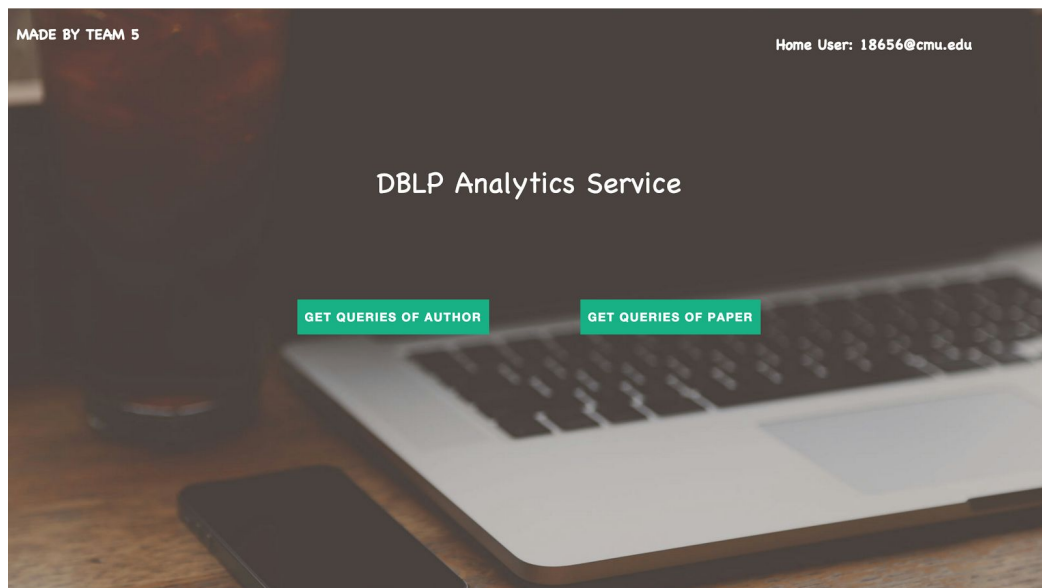 MADE BY TEAM 5
Home User: 18656@cmu.edu
DBLP Analytics Service
GET QUERIES OF AUTHOR
GET QUERIES OF PAPER